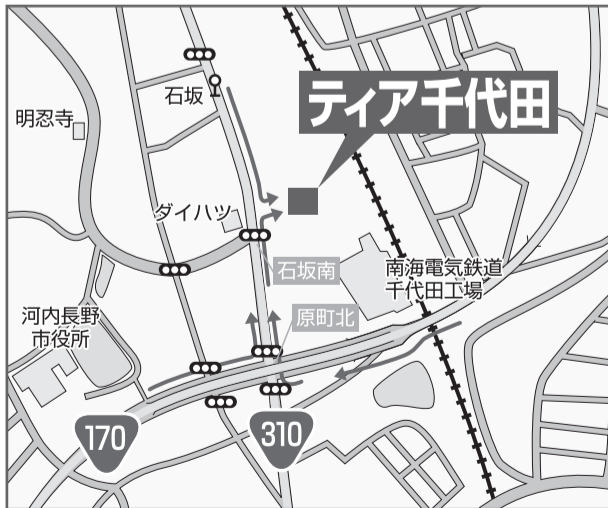 石坂
ティア千代田
明忍寺
ダイハツ
石坂南
南海電気鉄道
千代田工場
原町北
河内長野
市役所
170
310